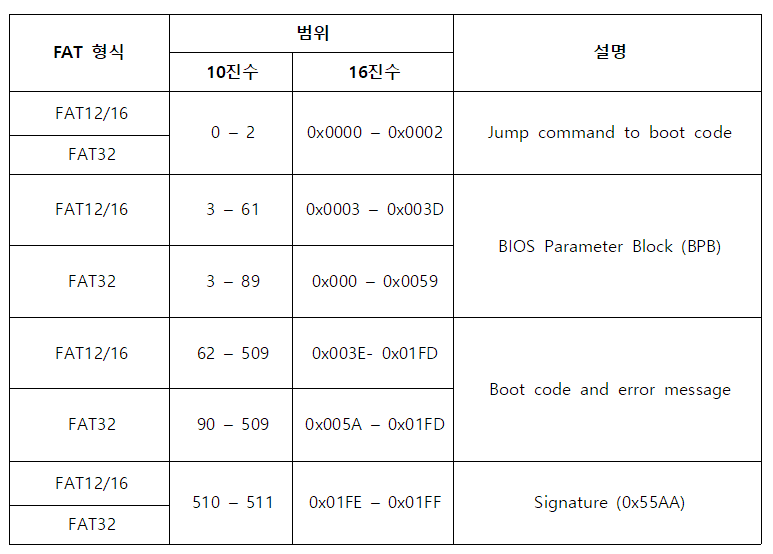 FAT 형식
범위
설명
10진수
16진수
FAT12/16
0 – 2
0x0000 – 0x0002
Jump command to boot code
FAT32
FAT12/16
3 – 61
0x0003 – 0x003D
BIOS Parameter Block (BPB)
FAT32
3 – 89
0x000 – 0x0059
FAT12/16
62 – 509
0x003E- 0x01FD
Boot code and error message
FAT32
90 – 509
0x005A – 0x01FD
FAT12/16
510 – 511
0x01FE – 0x01FF
Signature (0x55AA)
FAT32